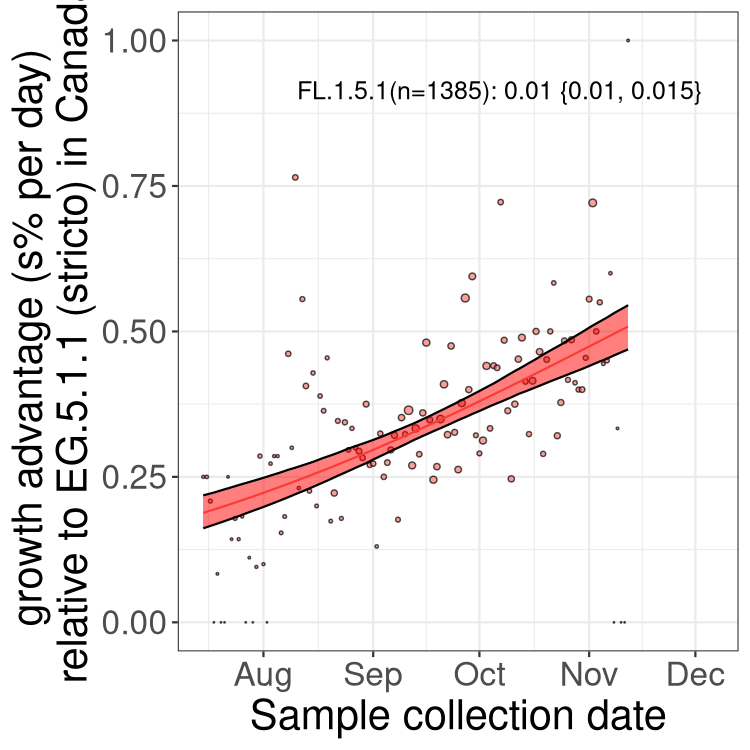 growth advantage (s% per day)
relative to EG.5.1.1 (stricto) in Canada
1.00
0.75
0.50
0.25
0.00
FL.1.5.1(n=1385): 0.01 {0.01, 0.015}
Aug Sep Oct Nov Dec
Sample collection date